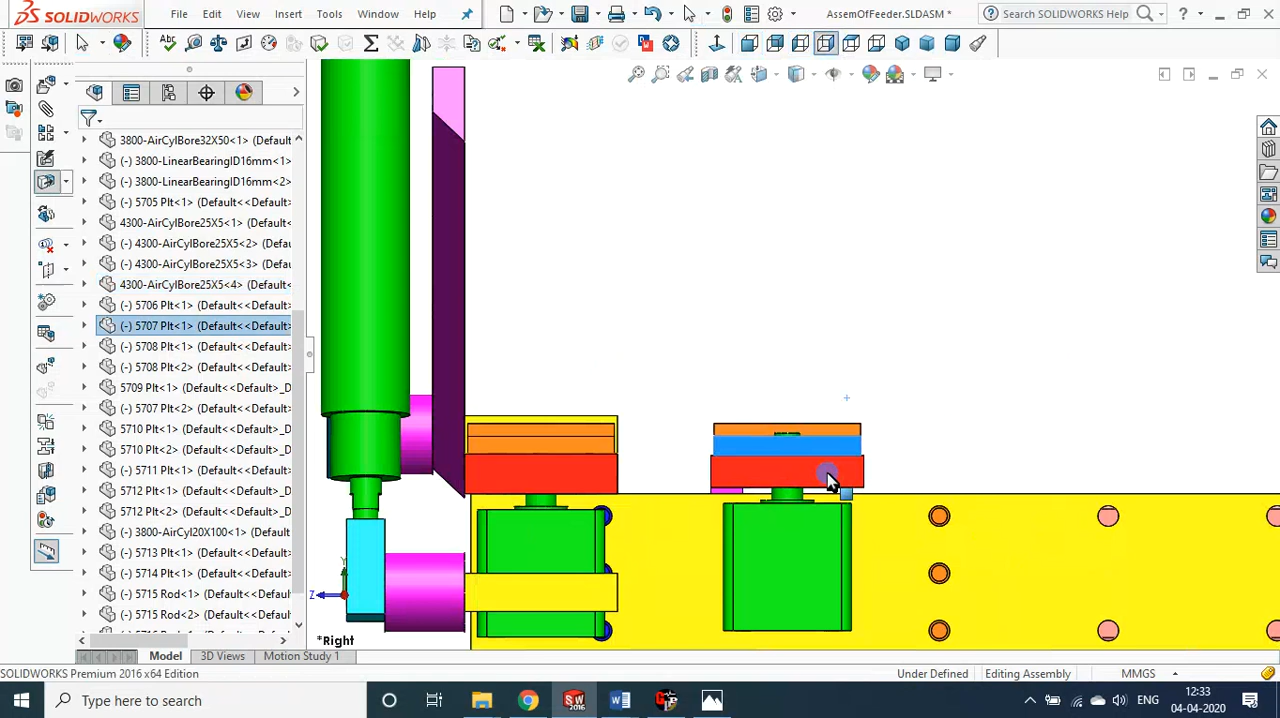 SOLIDWORKS File Edit View Insert Tools Window Help AssemOfFeeder.SLDASM * Search SOLIDWORKS Help
3800-AirCylBore32X50<1> (Default
(-) 3800-LinearBearingID16mm<1>
(-) 3800-LinearBearingID16mm<2>
(-) 5705 Plt<1> (Default<<Default>
4300-AirCylBore25X5<1> (Defau
(-) 4300-AirCylBore25X5<2> (Defau
(-) 4300-AirCylBore25X5<3> (Defau
4300-AirCylBore25X5<4> (Defau
(-) 5706 Plt<1> (Default<<Default>
(-) 5707 Plt<1> (Default<<Default>
(-) 5708 Plt<1> (Default<<Default>
(-) 5708 Plt<2> (Default<<Default>
5709 Plt<1> (Default<<Default>_D
(-) 5707 Plt<2> (Default<<Default>
5710 Plt<1> (Default<<Default>_D
5710 Plt<2> (Default<<Default>_D
(-) 5711 Plt<1> (Default<<Default>
5712 Plt<1> (Default<<Default>_D
5712 Plt<2> (Default<<Default>_D
(-) 3800-AirCyl20X100<1> (Default
(-) 5713 Plt<1> (Default<<Default>
(-) 5714 Plt<1> (Default<<Default>
(-) 5715 Rod<1> (Default<<Default
(-) 5715 Rod<2> (Default<<Default
Y
Z
*Right
Model 3D Views Motion Study 1
SOLIDWORKS Premium 2016 x64 Edition Under Defined Editing Assembly MMGS
Type here to search ENG 12:33
04-04-2020